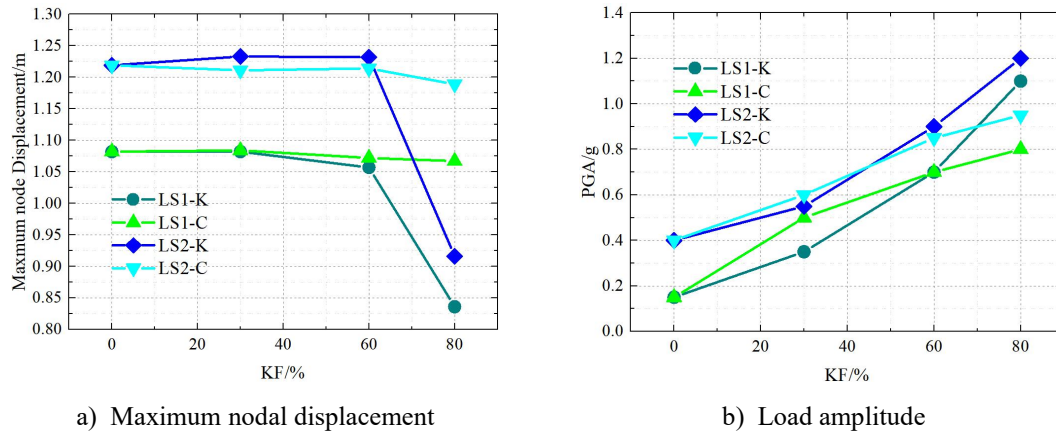 1.30
1.25
1.20
1.15
1.10
1.05
1.00
0.95
0.90
0.85
0.80
Maxmum node Displacement/m
LS1-K
LS1-C
LS2-K
LS2-C
0 20 40 60 80
KF/%
a) Maximum nodal displacement
1.4
1.2
1.0
0.8
0.6
0.4
0.2
0.0
PGA/g
LS1-K
LS1-C
LS2-K
LS2-C
0 20 40 60 80
KF/%
b) Load amplitude